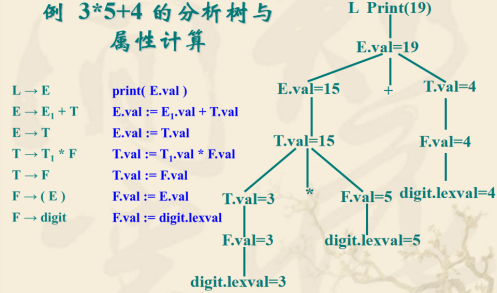 例 3*5+4 的分析树与
属性计算
L → E print( E.val )
E → E₁ + T E.val := E₁.val + T.val
E → T E.val := T.val
T → T₁ * F T.val := T₁.val * F.val
T → F T.val := F.val
F → ( E ) F.val := E.val
F → digit F.val := digit.lexval
L Print(19)
E.val=19
E.val=15 + T.val=4
T.val=15 F.val=4
T.val=3 * F.val=5 digit.lexval=4
F.val=3 digit.lexval=5
digit.lexval=3